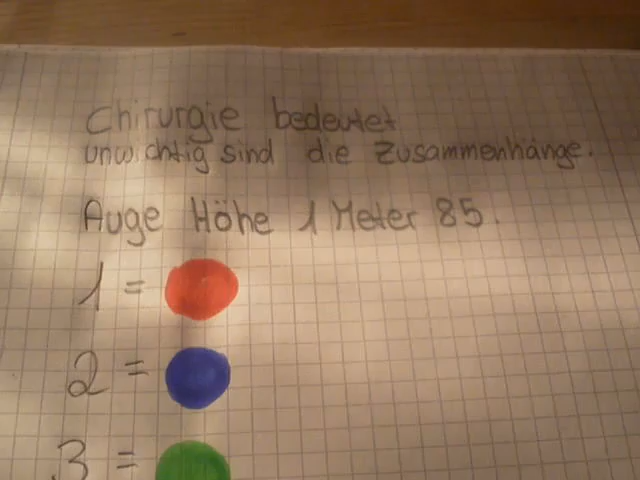 Chirurgie bedeutet
unwichtig sind die Zusammenhänge.
Auge Höhe 1 Meter 85.
1 =
2 =
3 =